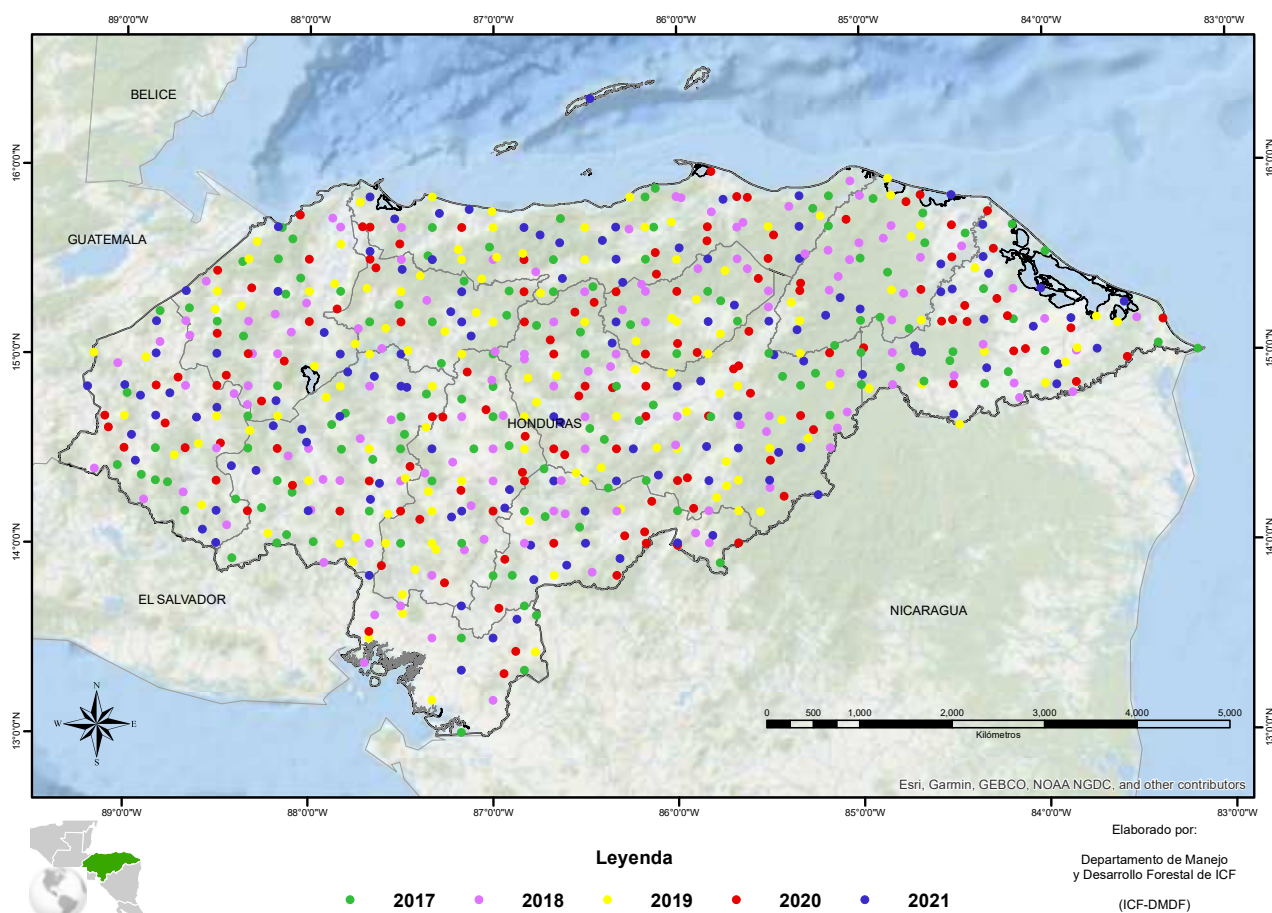 89°0'0"W 88°0'0"W 87°0'0"W 86°0'0"W 85°0'0"W 84°0'0"W 83°0'0"W
BELICE
16°0'0"N 16°0'0"N
GUATEMALA
15°0'0"N 15°0'0"N
HONDURAS
14°0'0"N 14°0'0"N
EL SALVADOR
NICARAGUA
N
W E
S
13°0'0"N 13°0'0"N
0 500 1,000 2,000 3,000 4,000 5,000
Kilómetros
Esri, Garmin, GEBCO, NOAA NGDC, and other contributors
89°0'0"W 88°0'0"W 87°0'0"W 86°0'0"W 85°0'0"W 84°0'0"W 83°0'0"W
Leyenda
2017 2018 2019 2020 2021
Elaborado por:
Departamento de Manejo
y Desarrollo Forestal de ICF
(ICF-DMDF)